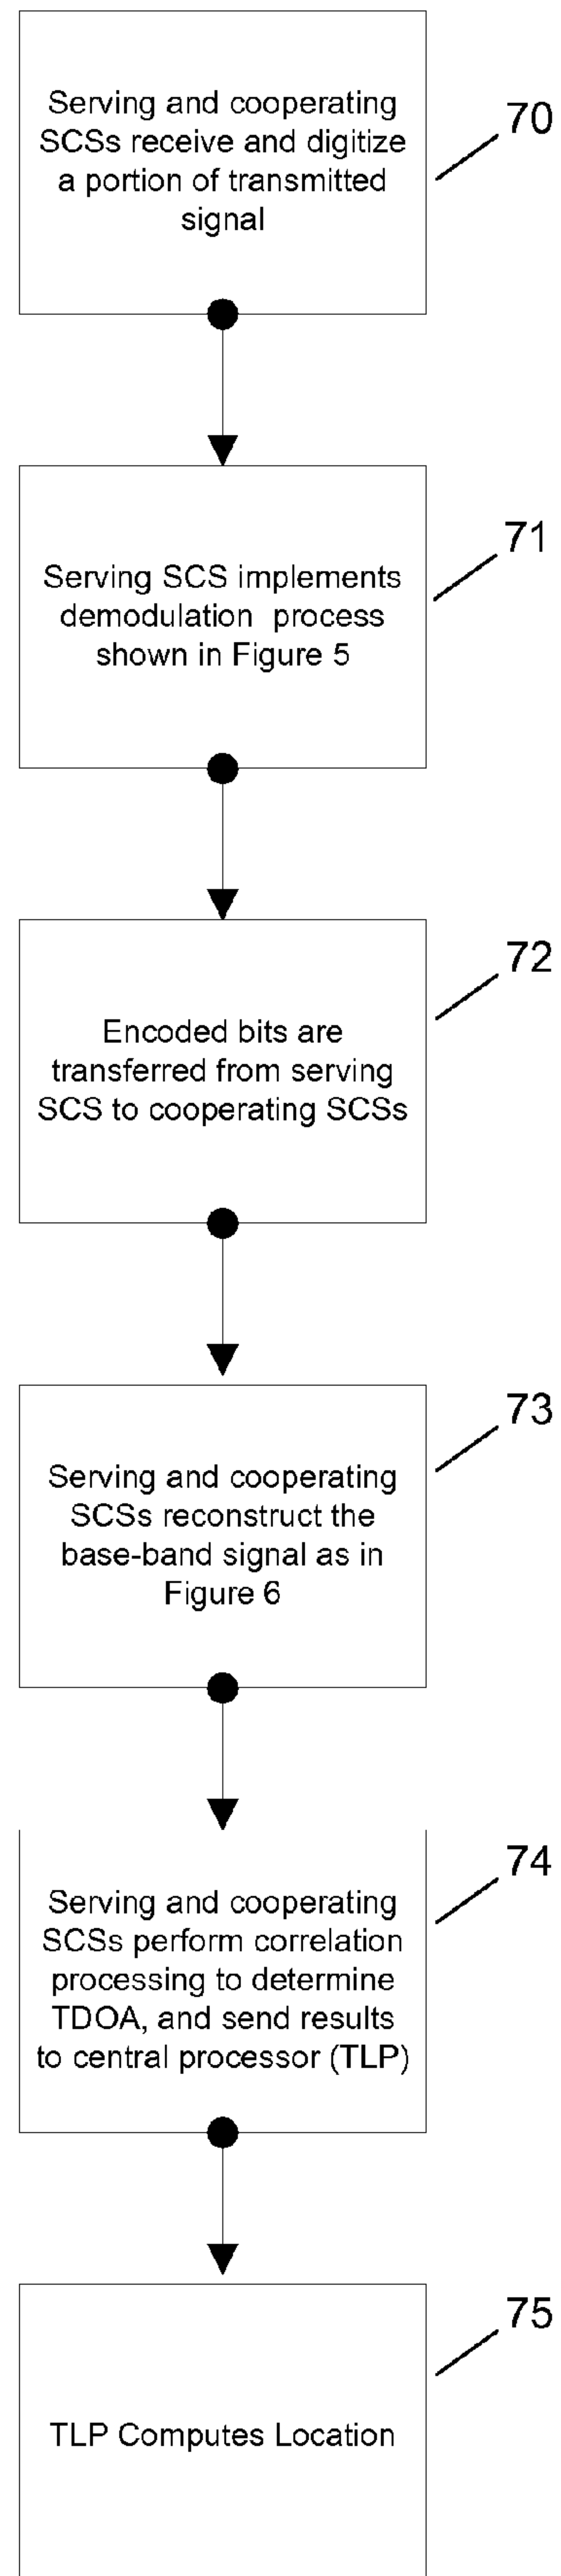 Serving and cooperating
SCSs receive and digitize
a portion of transmitted
signal
70
Serving SCS implements
demodulation process
shown in Figure 5
71
Encoded bits are
transferred from serving
SCS to cooperating SCSs
72
Serving and cooperating
SCSs reconstruct the
base-band signal as in
Figure 6
73
Serving and cooperating
SCSs perform correlation
processing to determine
TDOA, and send results
to central processor (TLP)
74
TLP Computes Location
75